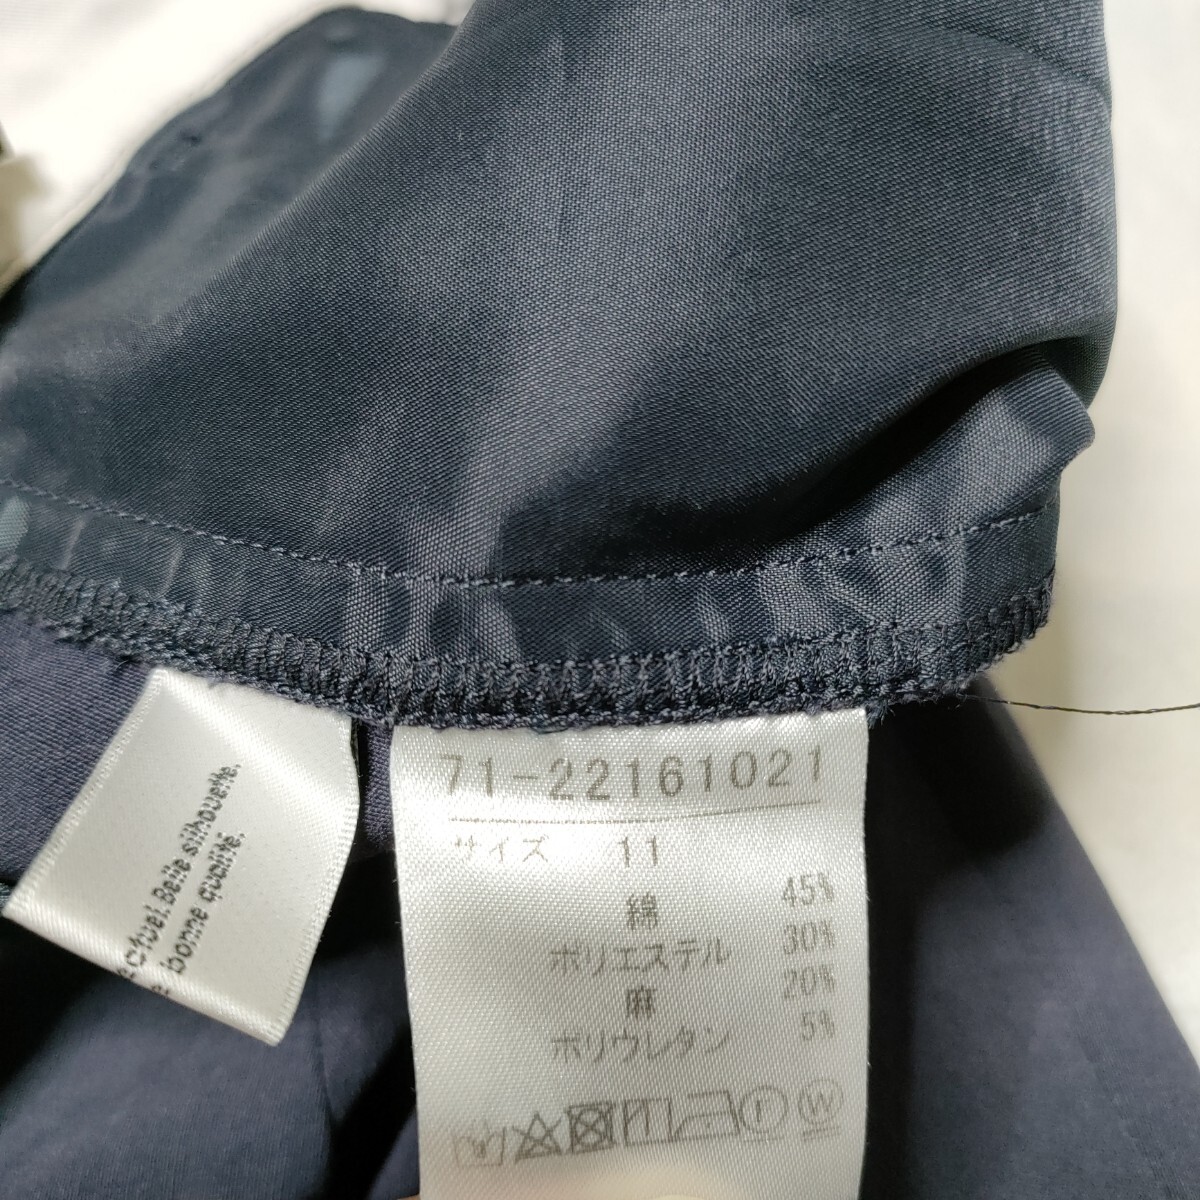 71-22161021
サイズ 11
綿 45%
ポリエステル 30%
麻 20%
ポリウレタン 5%
Belle silhouette.
bonne qualité.